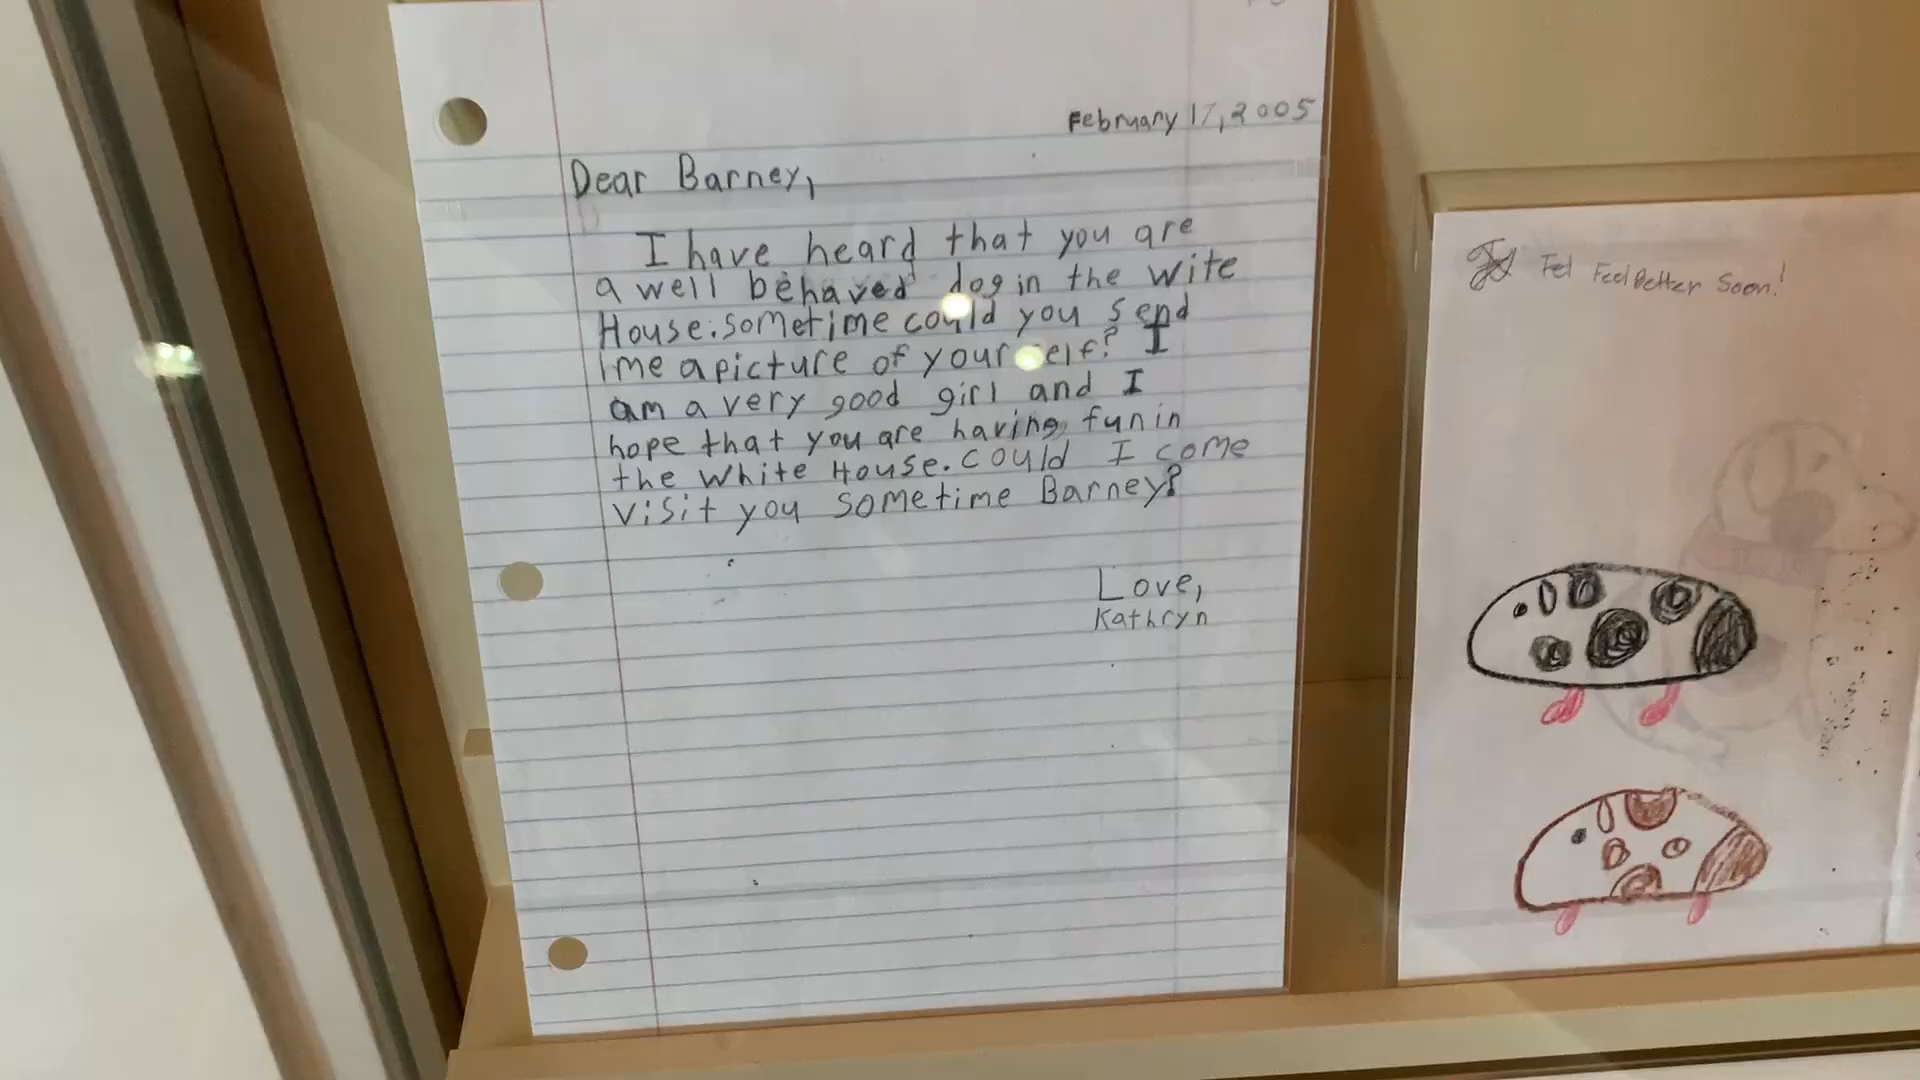 February 17, 2005
Dear Barney,
I have heard that you are
a well behaved dog in the wite
House. sometime could you send
me a picture of your self? I
am a very good girl and I
hope that you are having fun in
the White House. could I come
visit you sometime Barney?
Love,
Kathryn
Fel Feel Better Soon!